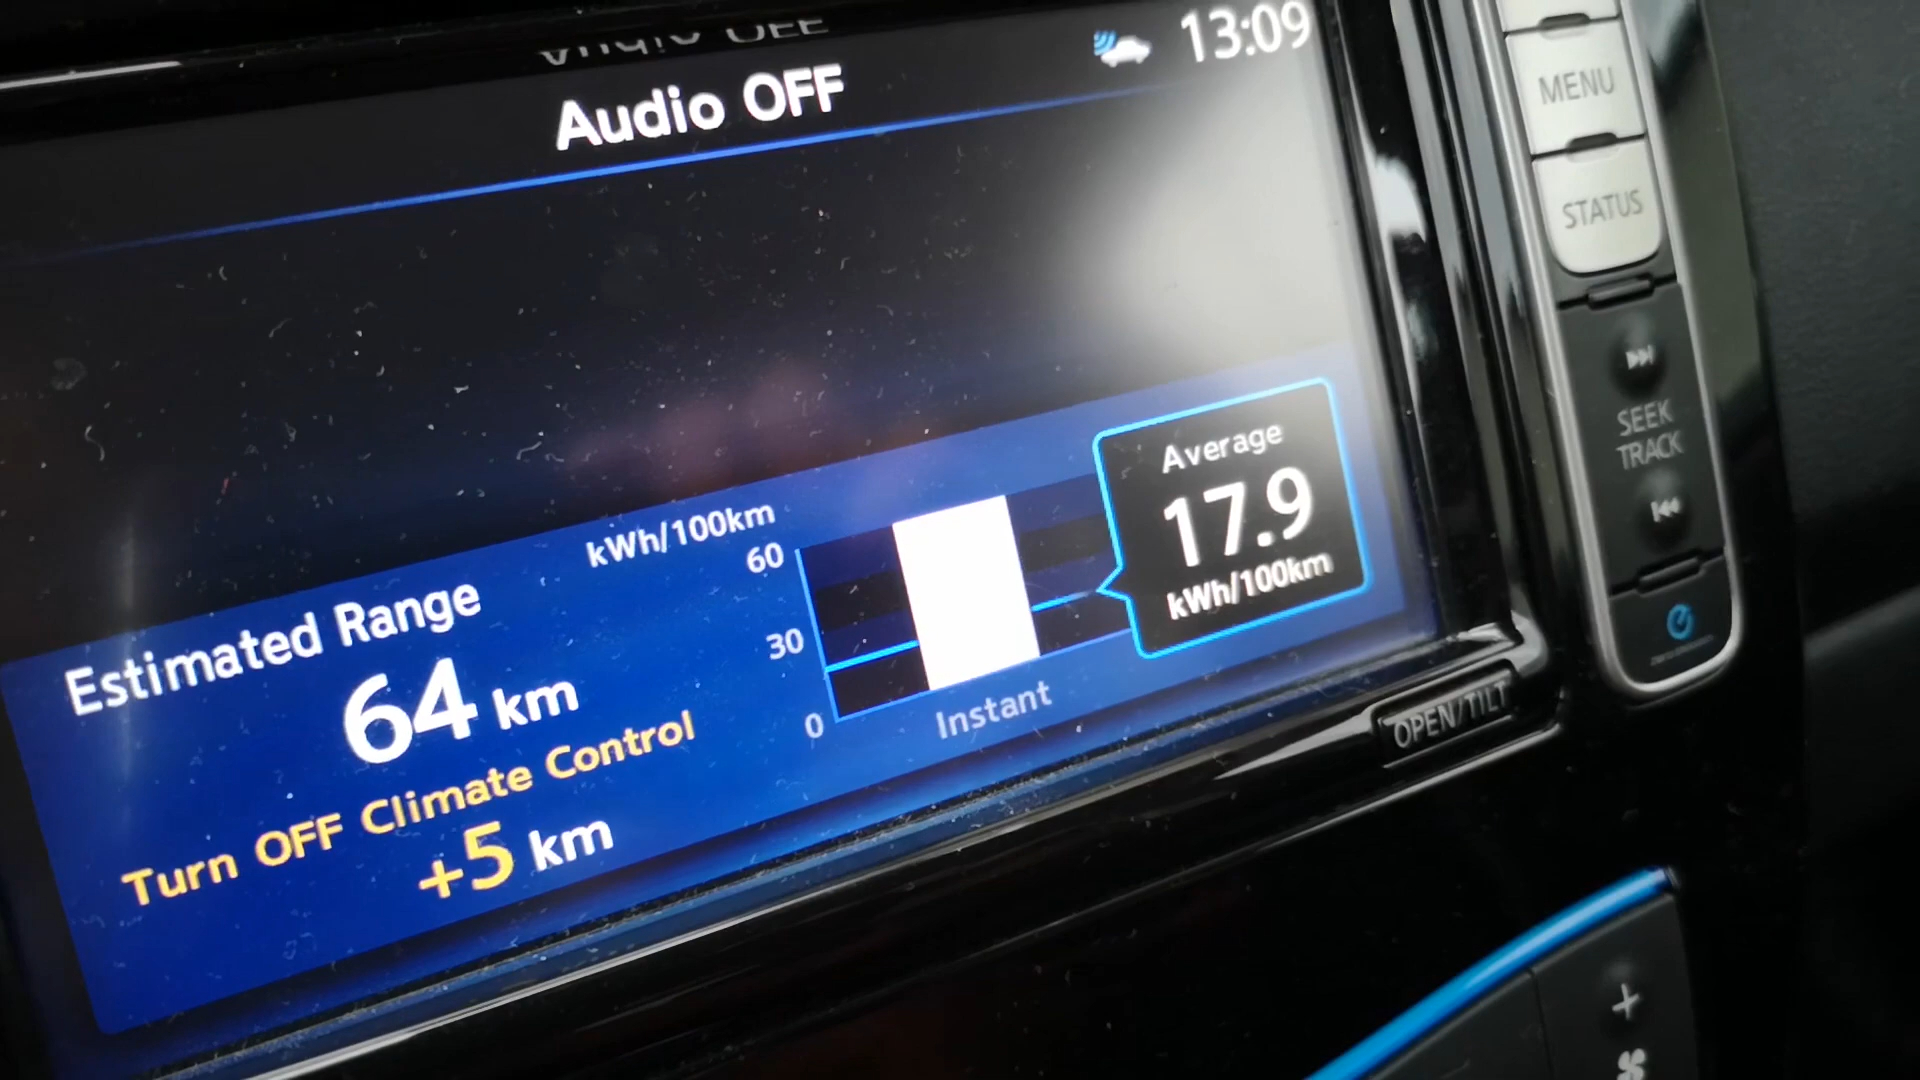 13:09
Audio OFF
MENU
STATUS
SEEK
TRACK
Estimated Range
64 km
Turn OFF Climate Control
+5 km
kWh/100km
60
30
0
Instant
Average
17.9
kWh/100km
OPEN/TILT